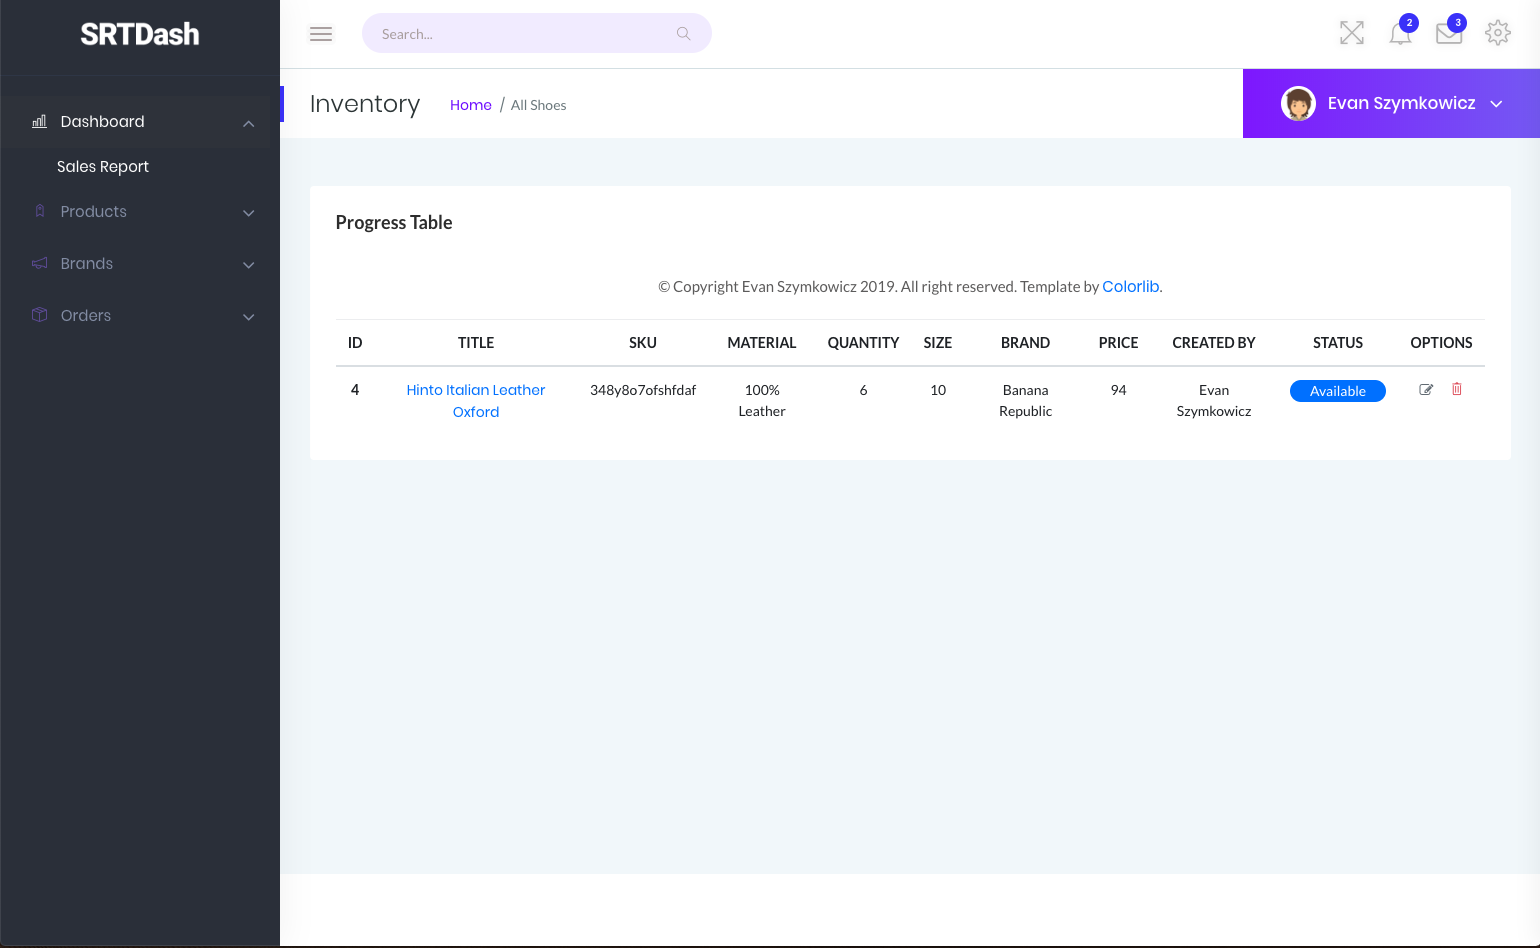 SRTDash
Search...
2
3
Inventory
Home / All Shoes
Evan Szymkowicz
Dashboard
Sales Report
Products
Brands
Orders
Progress Table
© Copyright Evan Szymkowicz 2019. All right reserved. Template by Colorlib.
ID TITLE SKU MATERIAL QUANTITY SIZE BRAND PRICE CREATED BY STATUS OPTIONS
4 Hinto Italian Leather 348y8o7ofshfdaf 100% 6 10 Banana 94 Evan Available
Oxford Leather Republic Szymkowicz